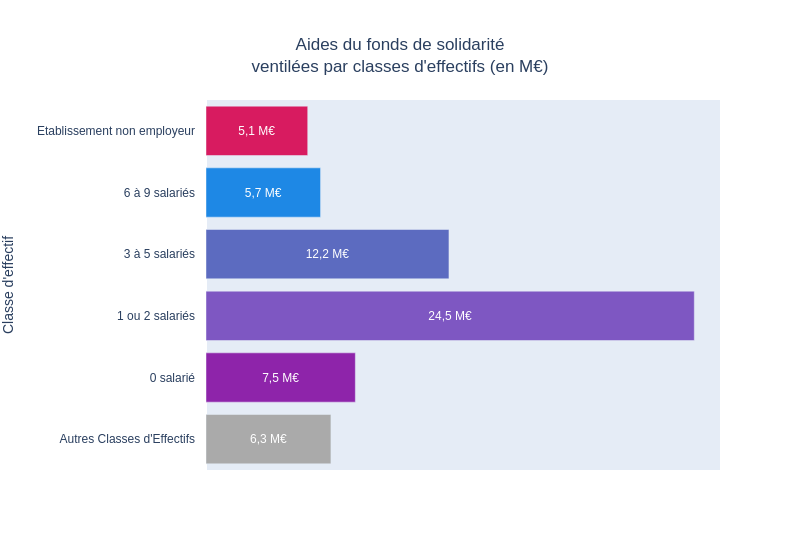 Aides du fonds de solidarité
ventilées par classes d'effectifs (en M€)
Classe d'effectif
Etablissement non employeur
5,1 M€
6 à 9 salariés
5,7 M€
3 à 5 salariés
12,2 M€
1 ou 2 salariés
24,5 M€
0 salarié
7,5 M€
Autres Classes d'Effectifs
6,3 M€